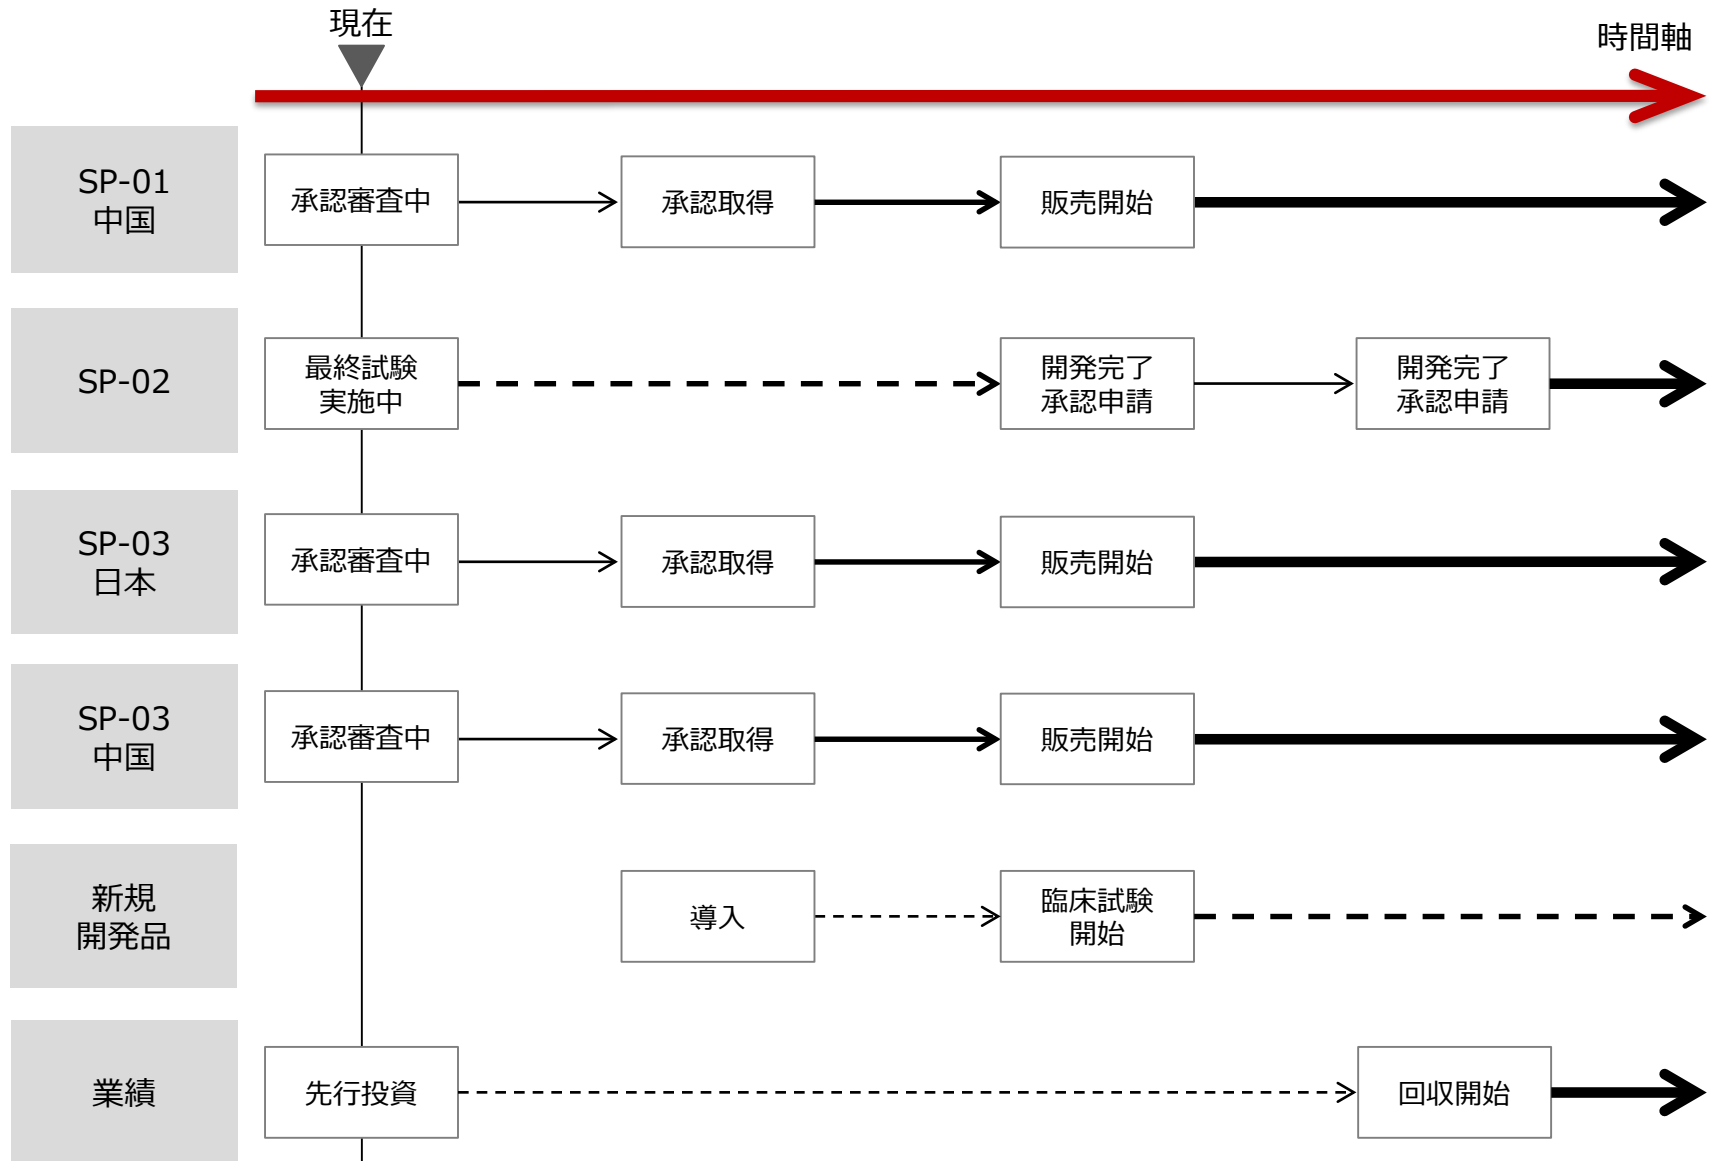 現在
時間軸
SP-01
中国
承認審査中
承認取得
販売開始
SP-02
最終試験
実施中
開発完了
承認申請
開発完了
承認申請
SP-03
日本
承認審査中
承認取得
販売開始
SP-03
中国
承認審査中
承認取得
販売開始
新規
開発品
導入
臨床試験
開始
業績
先行投資
回収開始